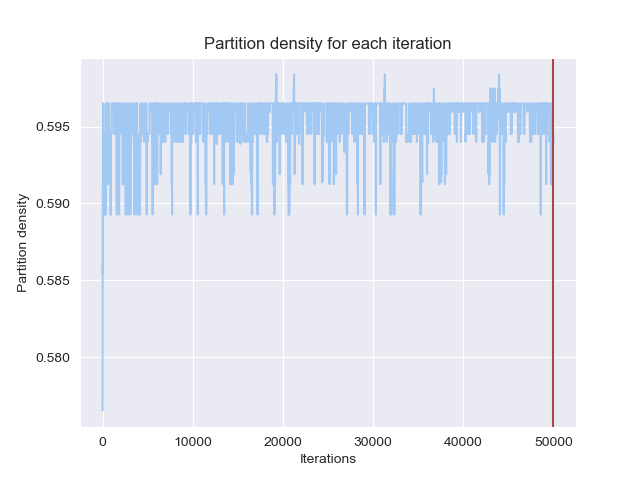 Partition density for each iteration
Partition density
0.595
0.590
0.585
0.580
0 10000 20000 30000 40000 50000
Iterations